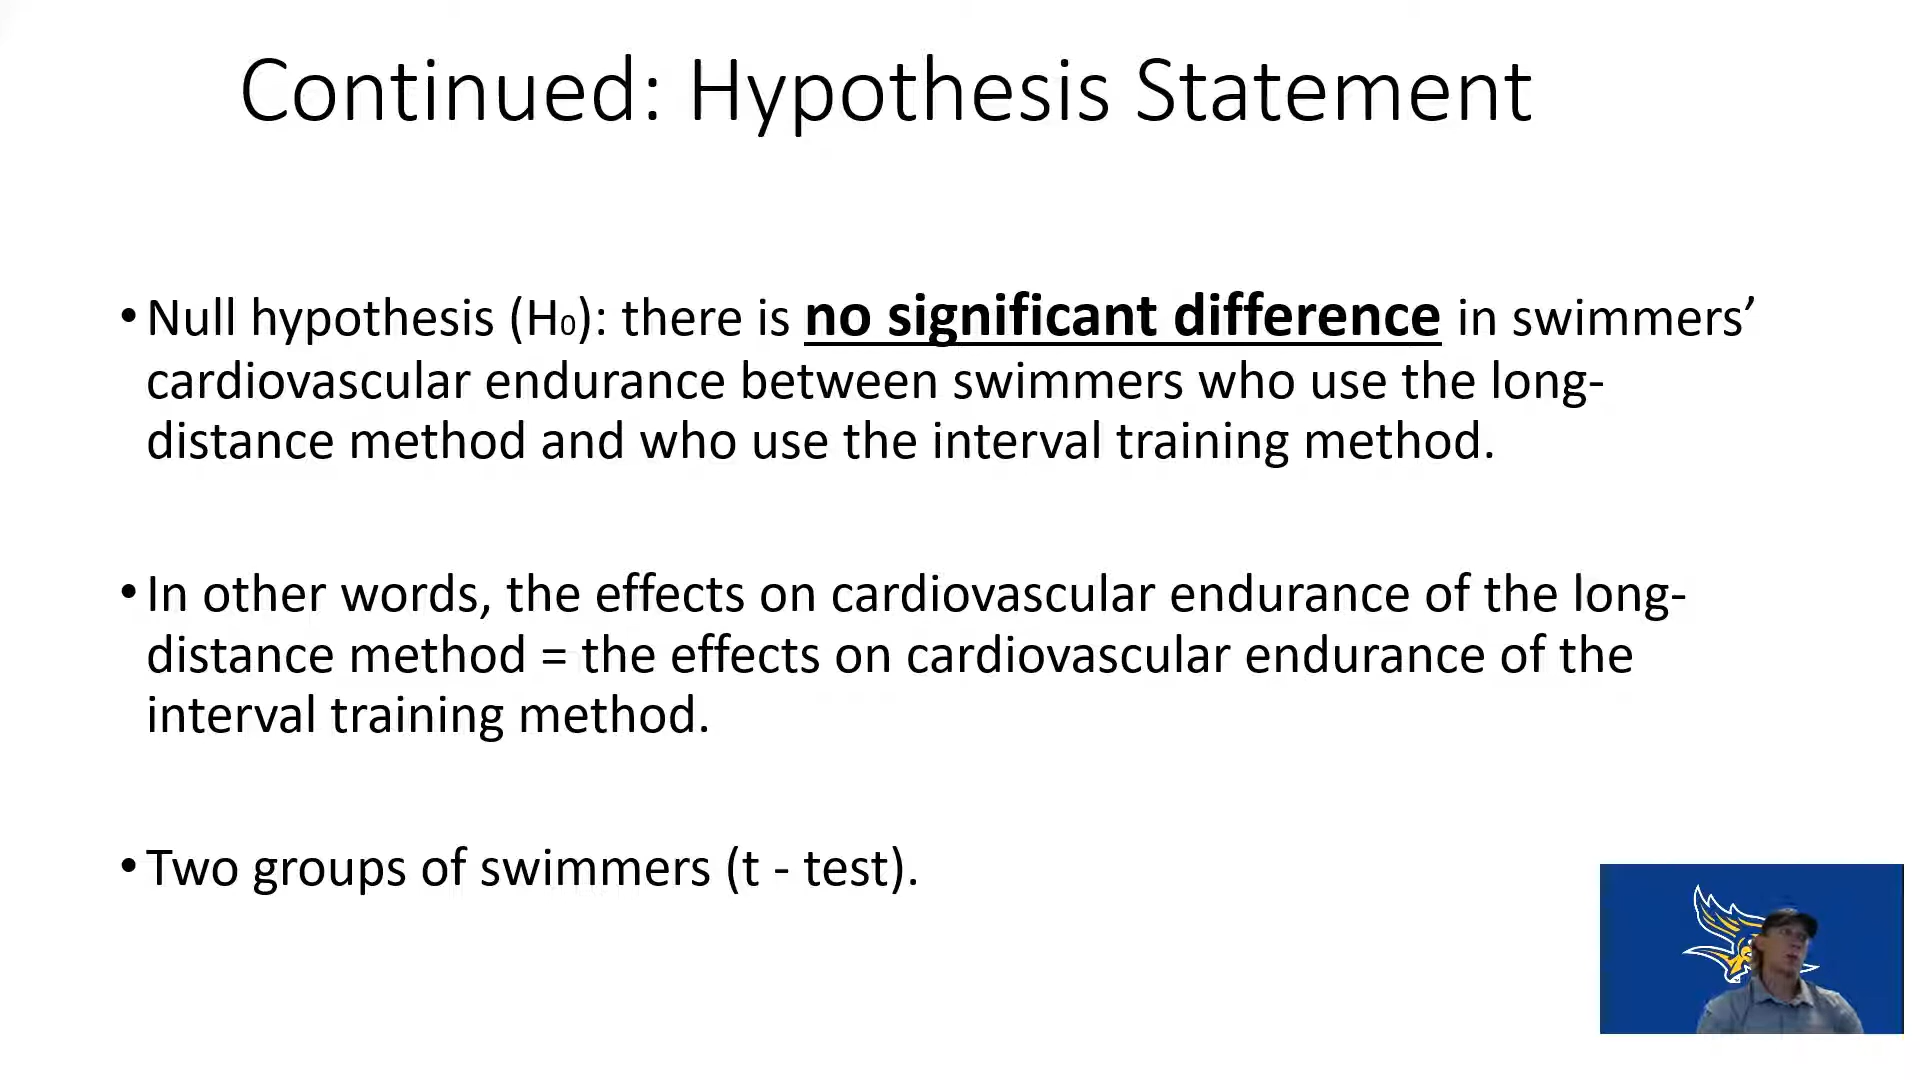 Continued: Hypothesis Statement
• Null hypothesis (H₀): there is no significant difference in swimmers’
cardiovascular endurance between swimmers who use the long-
distance method and who use the interval training method.
• In other words, the effects on cardiovascular endurance of the long-
distance method = the effects on cardiovascular endurance of the
interval training method.
• Two groups of swimmers (t - test).